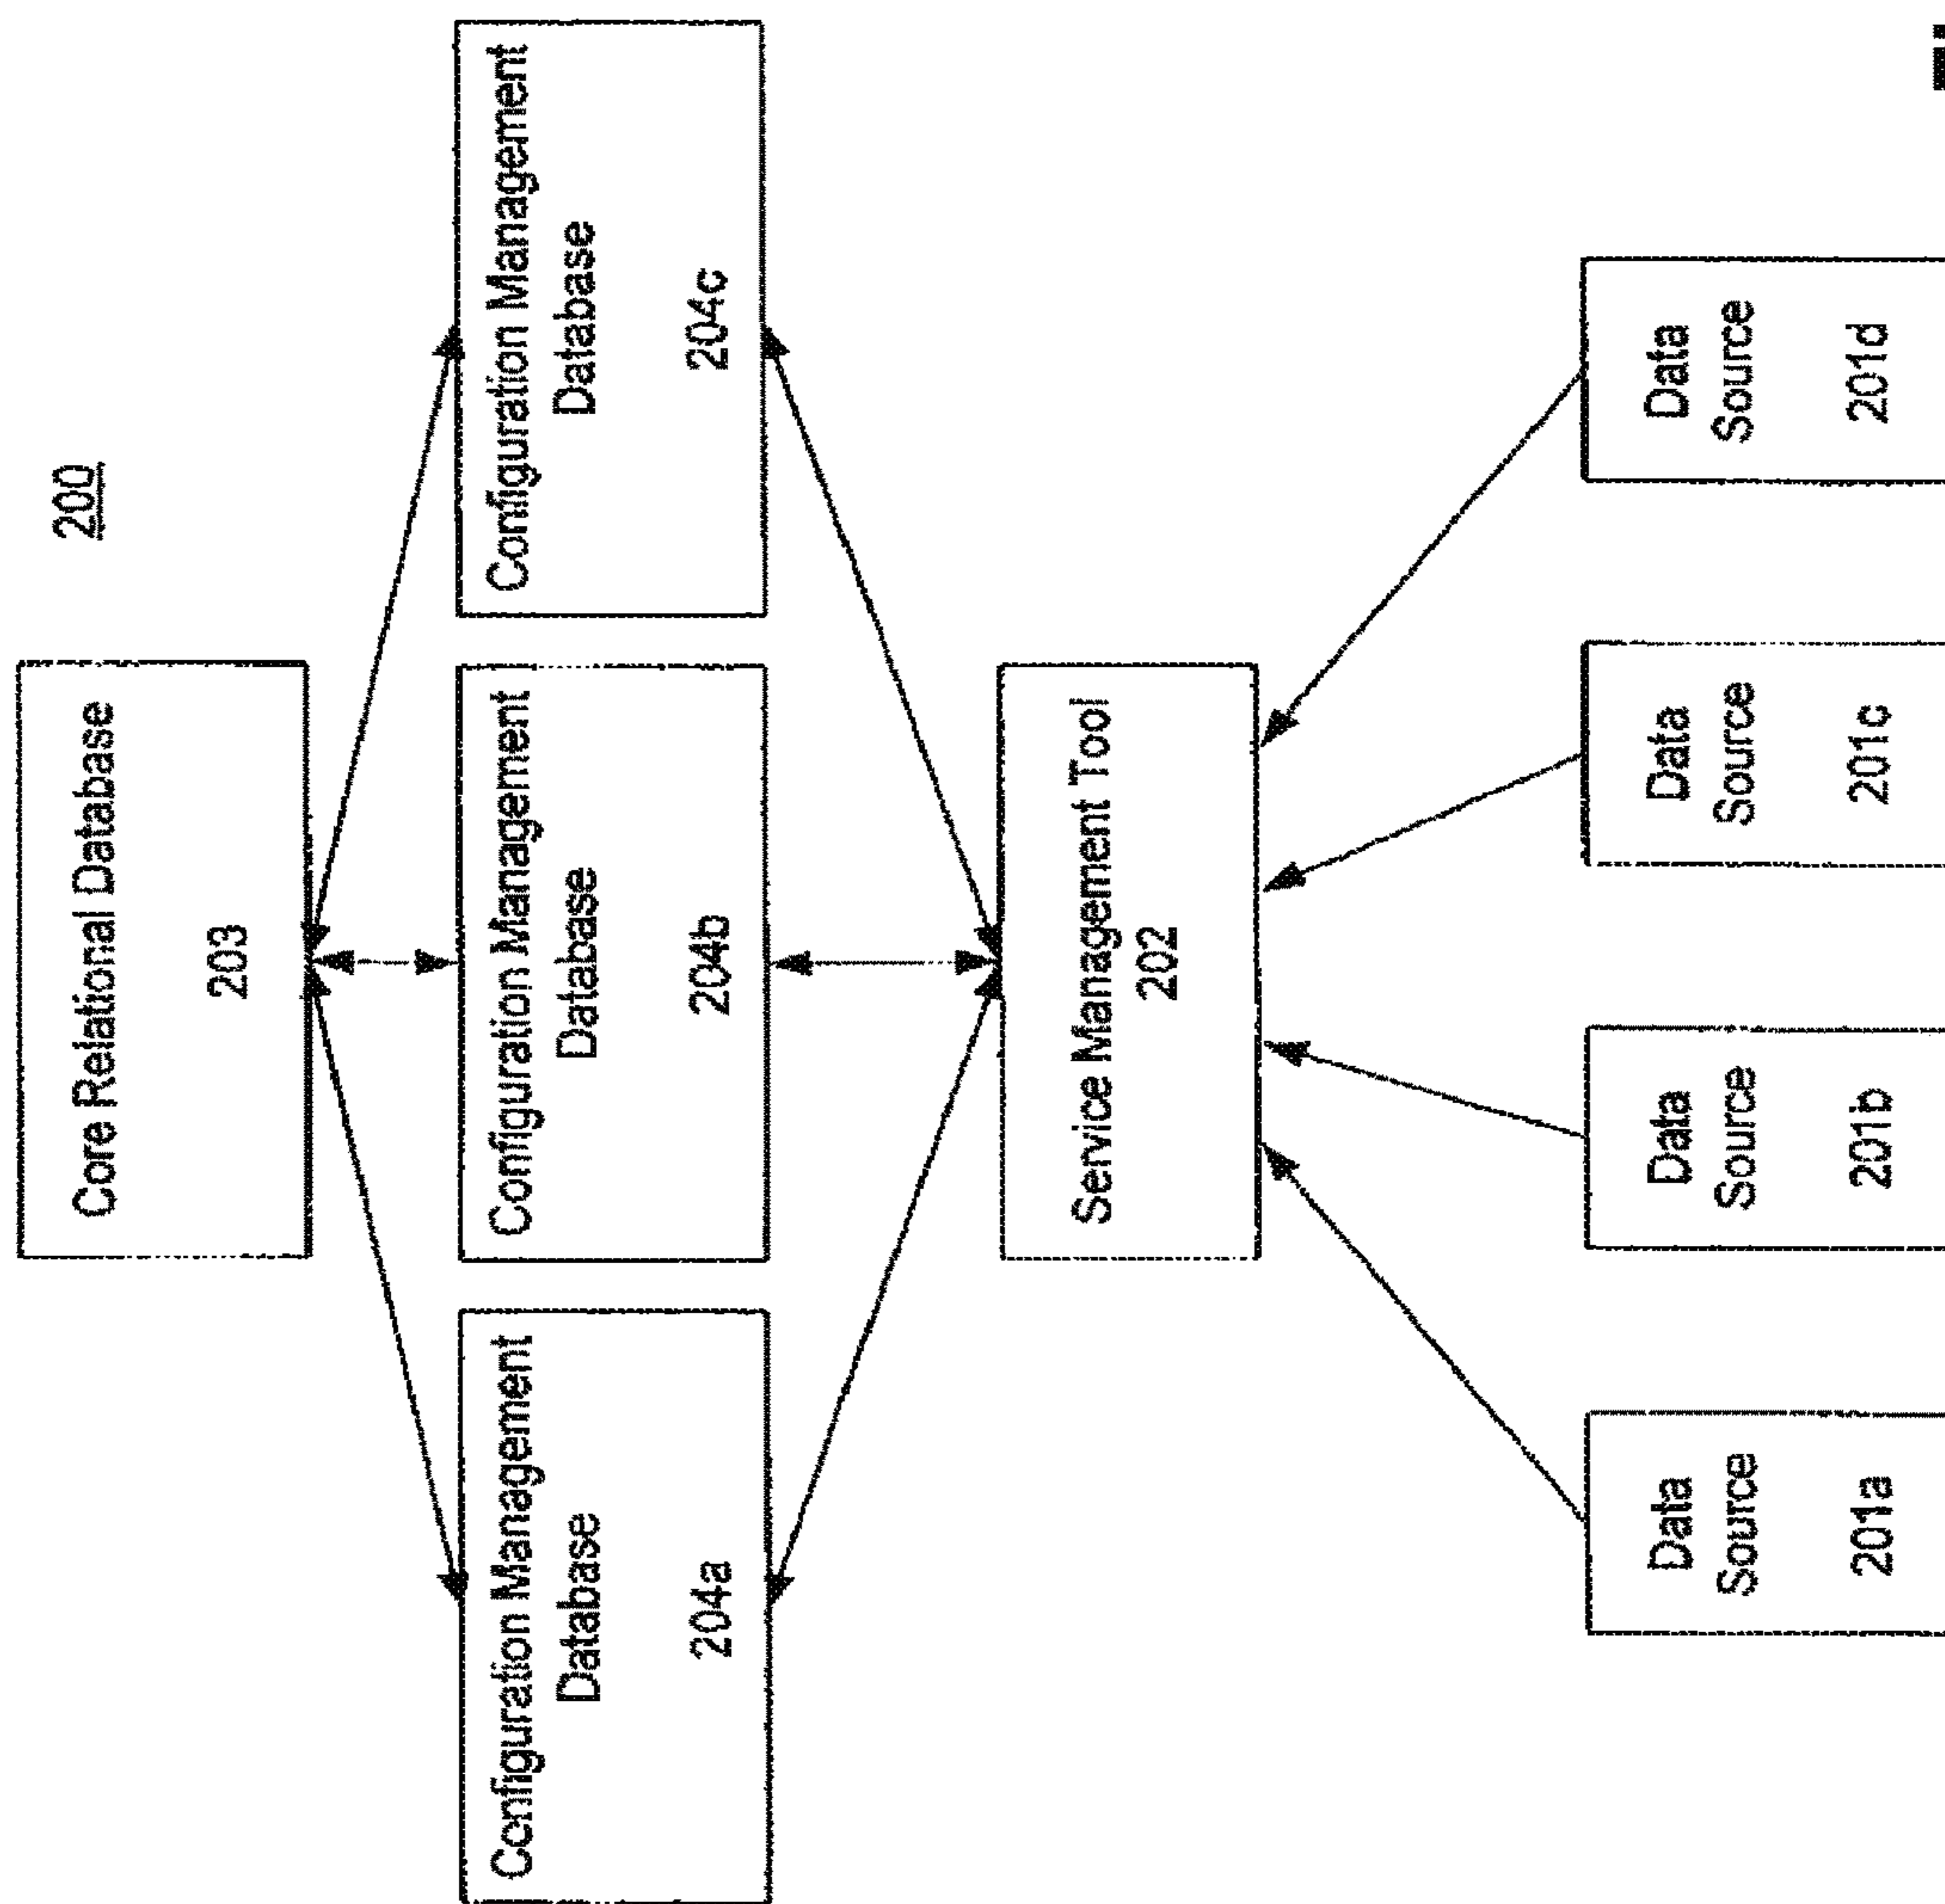 200
Core Relational Database
203
Configuration Management
Database
204a
Configuration Management
Database
204b
Configuration Management
Database
204c
Service Management Tool
202
Data
Source
201a
Data
Source
201b
Data
Source
201c
Data
Source
201d